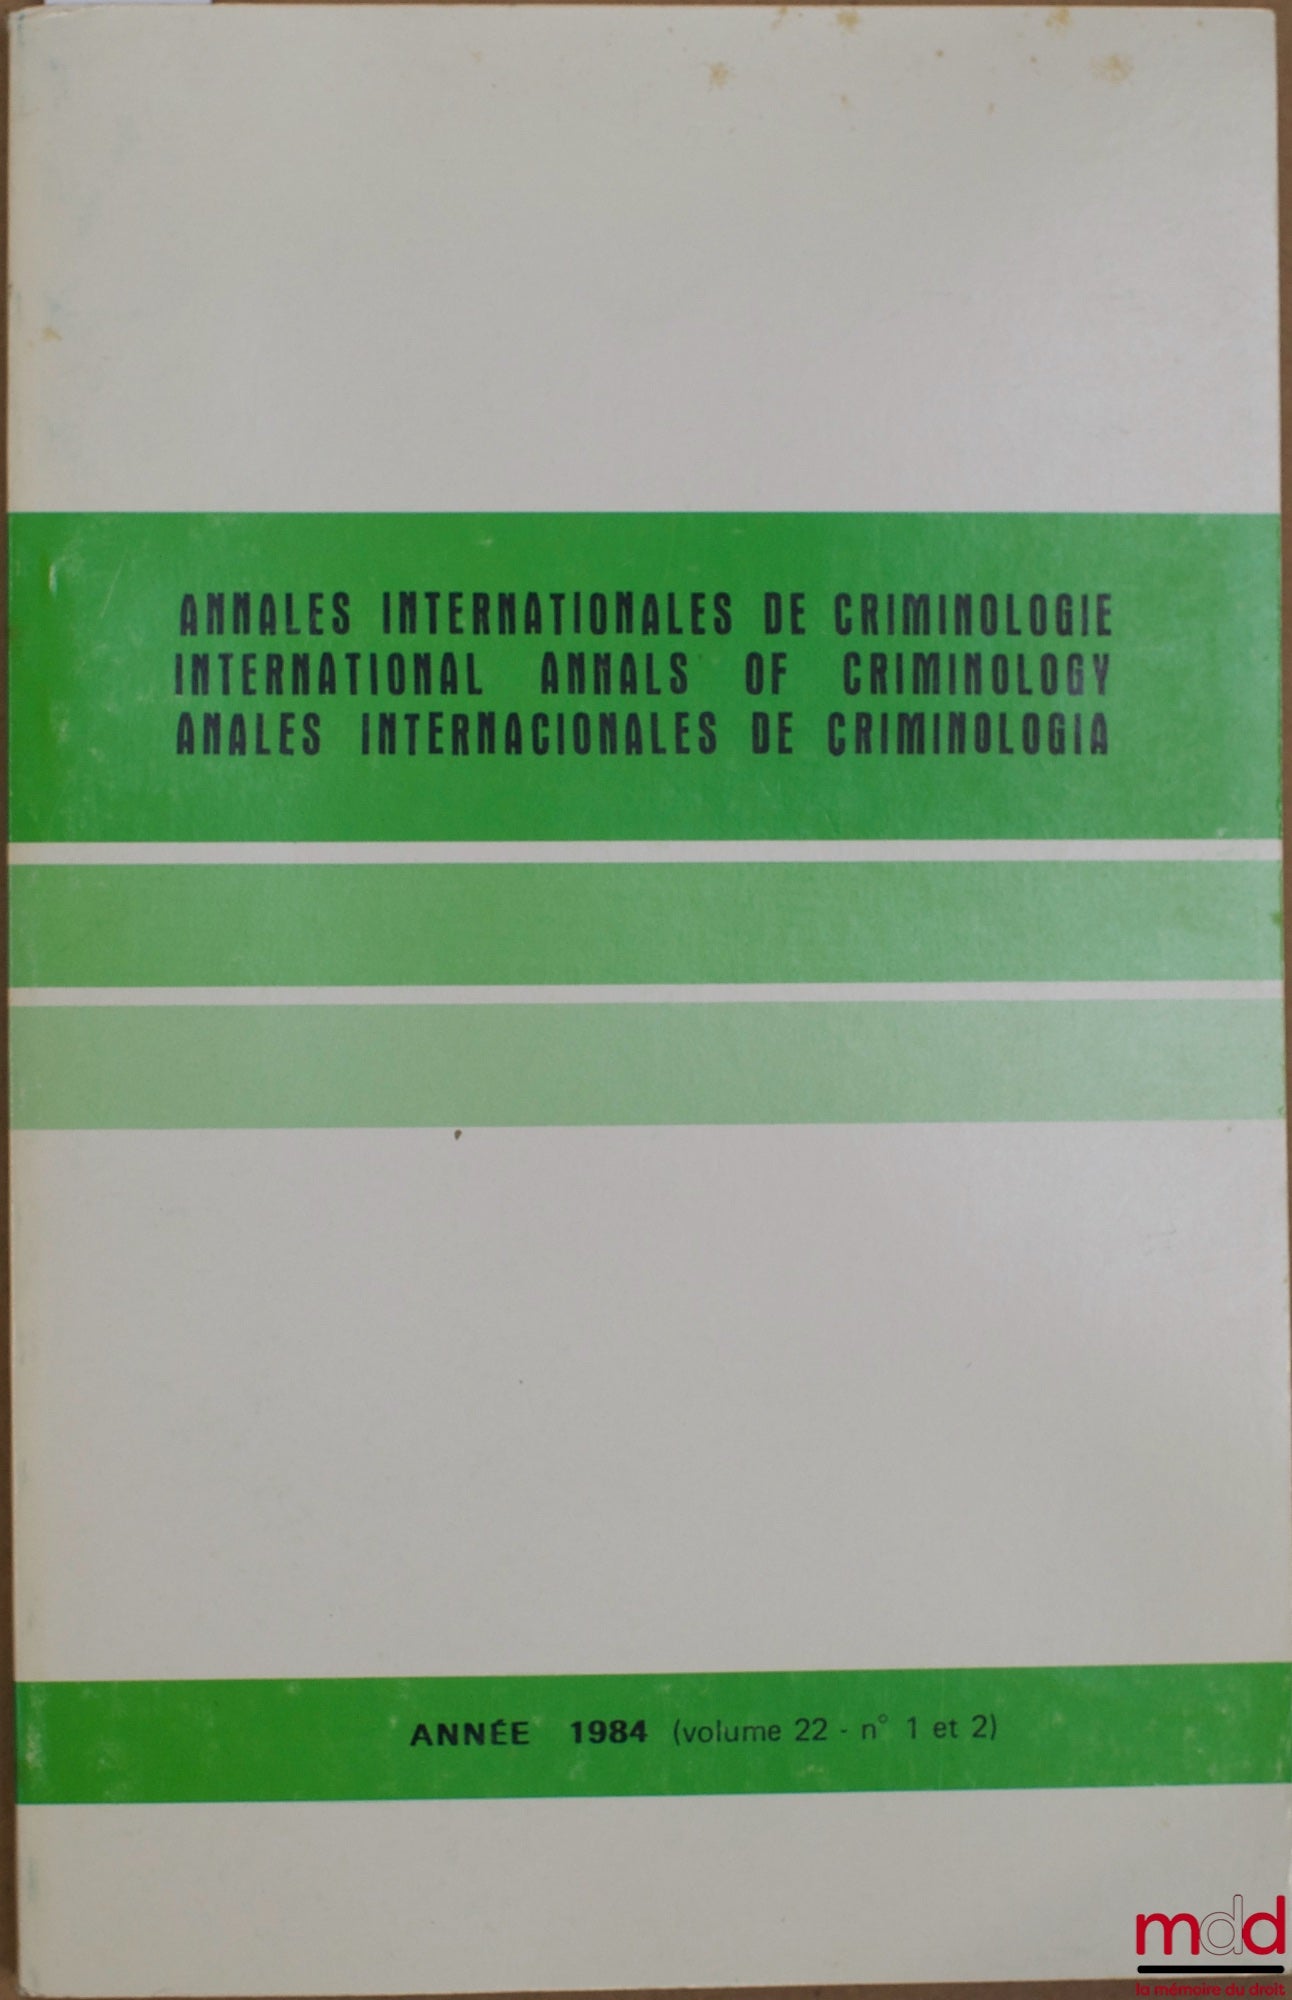 ANNALES INTERNATIONALES DE CRIMINOLOGIE
INTERNATIONAL ANNALS OF CRIMINOLOGY
ANALES INTERNACIONALES DE CRIMINOLOGIA
ANNÉE 1984 (volume 22 - n° 1 et 2)
mdd
la mémoire du droit